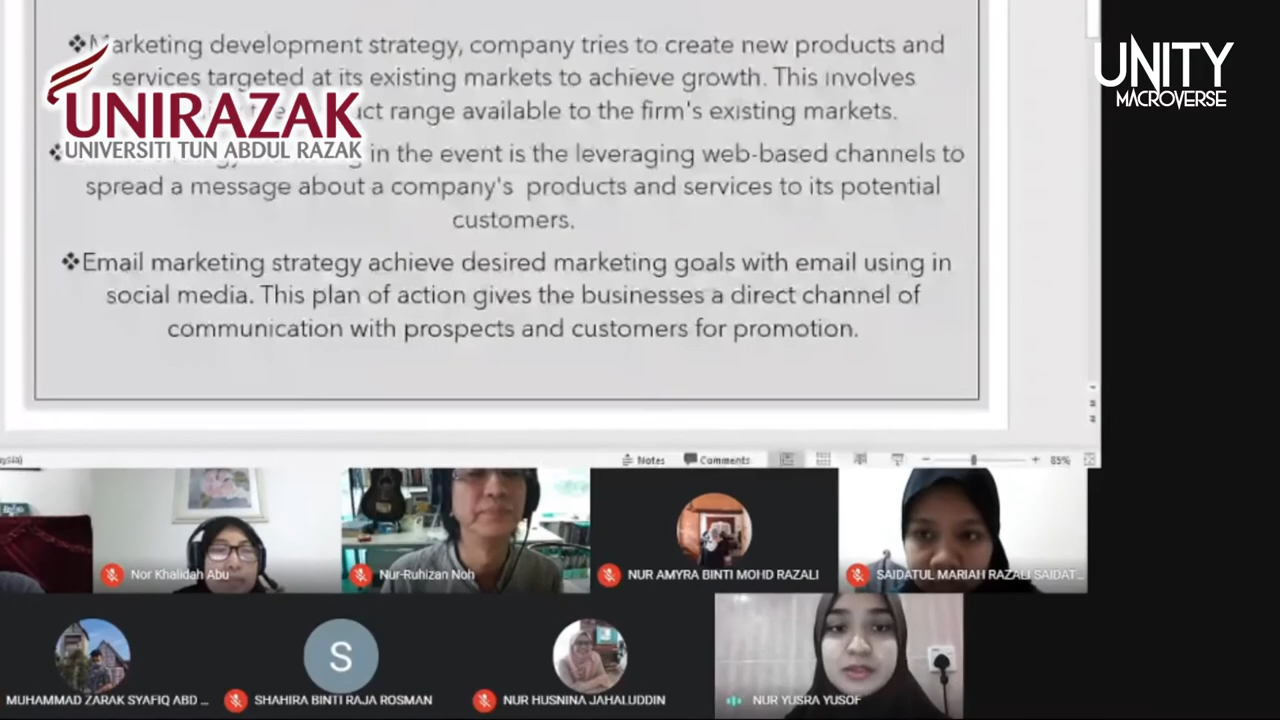 ❖Marketing development strategy, company tries to create new products and
services targeted at its existing markets to achieve growth. This involves
range available to the firm's existing markets.
in the event is the leveraging web-based channels to
spread a message about a company's products and services to its potential
customers.
❖Email marketing strategy achieve desired marketing goals with email using in
social media. This plan of action gives the businesses a direct channel of
communication with prospects and customers for promotion.
UNIRAZAK
UNIVERSITI TUN ABDUL RAZAK
UNITY
MACROVERSE
Notes Comments 85%
Nor Khalidah Abu
Nur-Ruhizan Noh
NUR AMYRA BINTI MOHD RAZALI
SAIDATUL MARIAH RAZALI SAIDAT...
MUHAMMAD ZARAK SYAFIQ ABD ...
S
SHAHIRA BINTI RAJA ROSMAN
NUR HUSNINA JAHALUDDIN
NUR YUSRA YUSOF